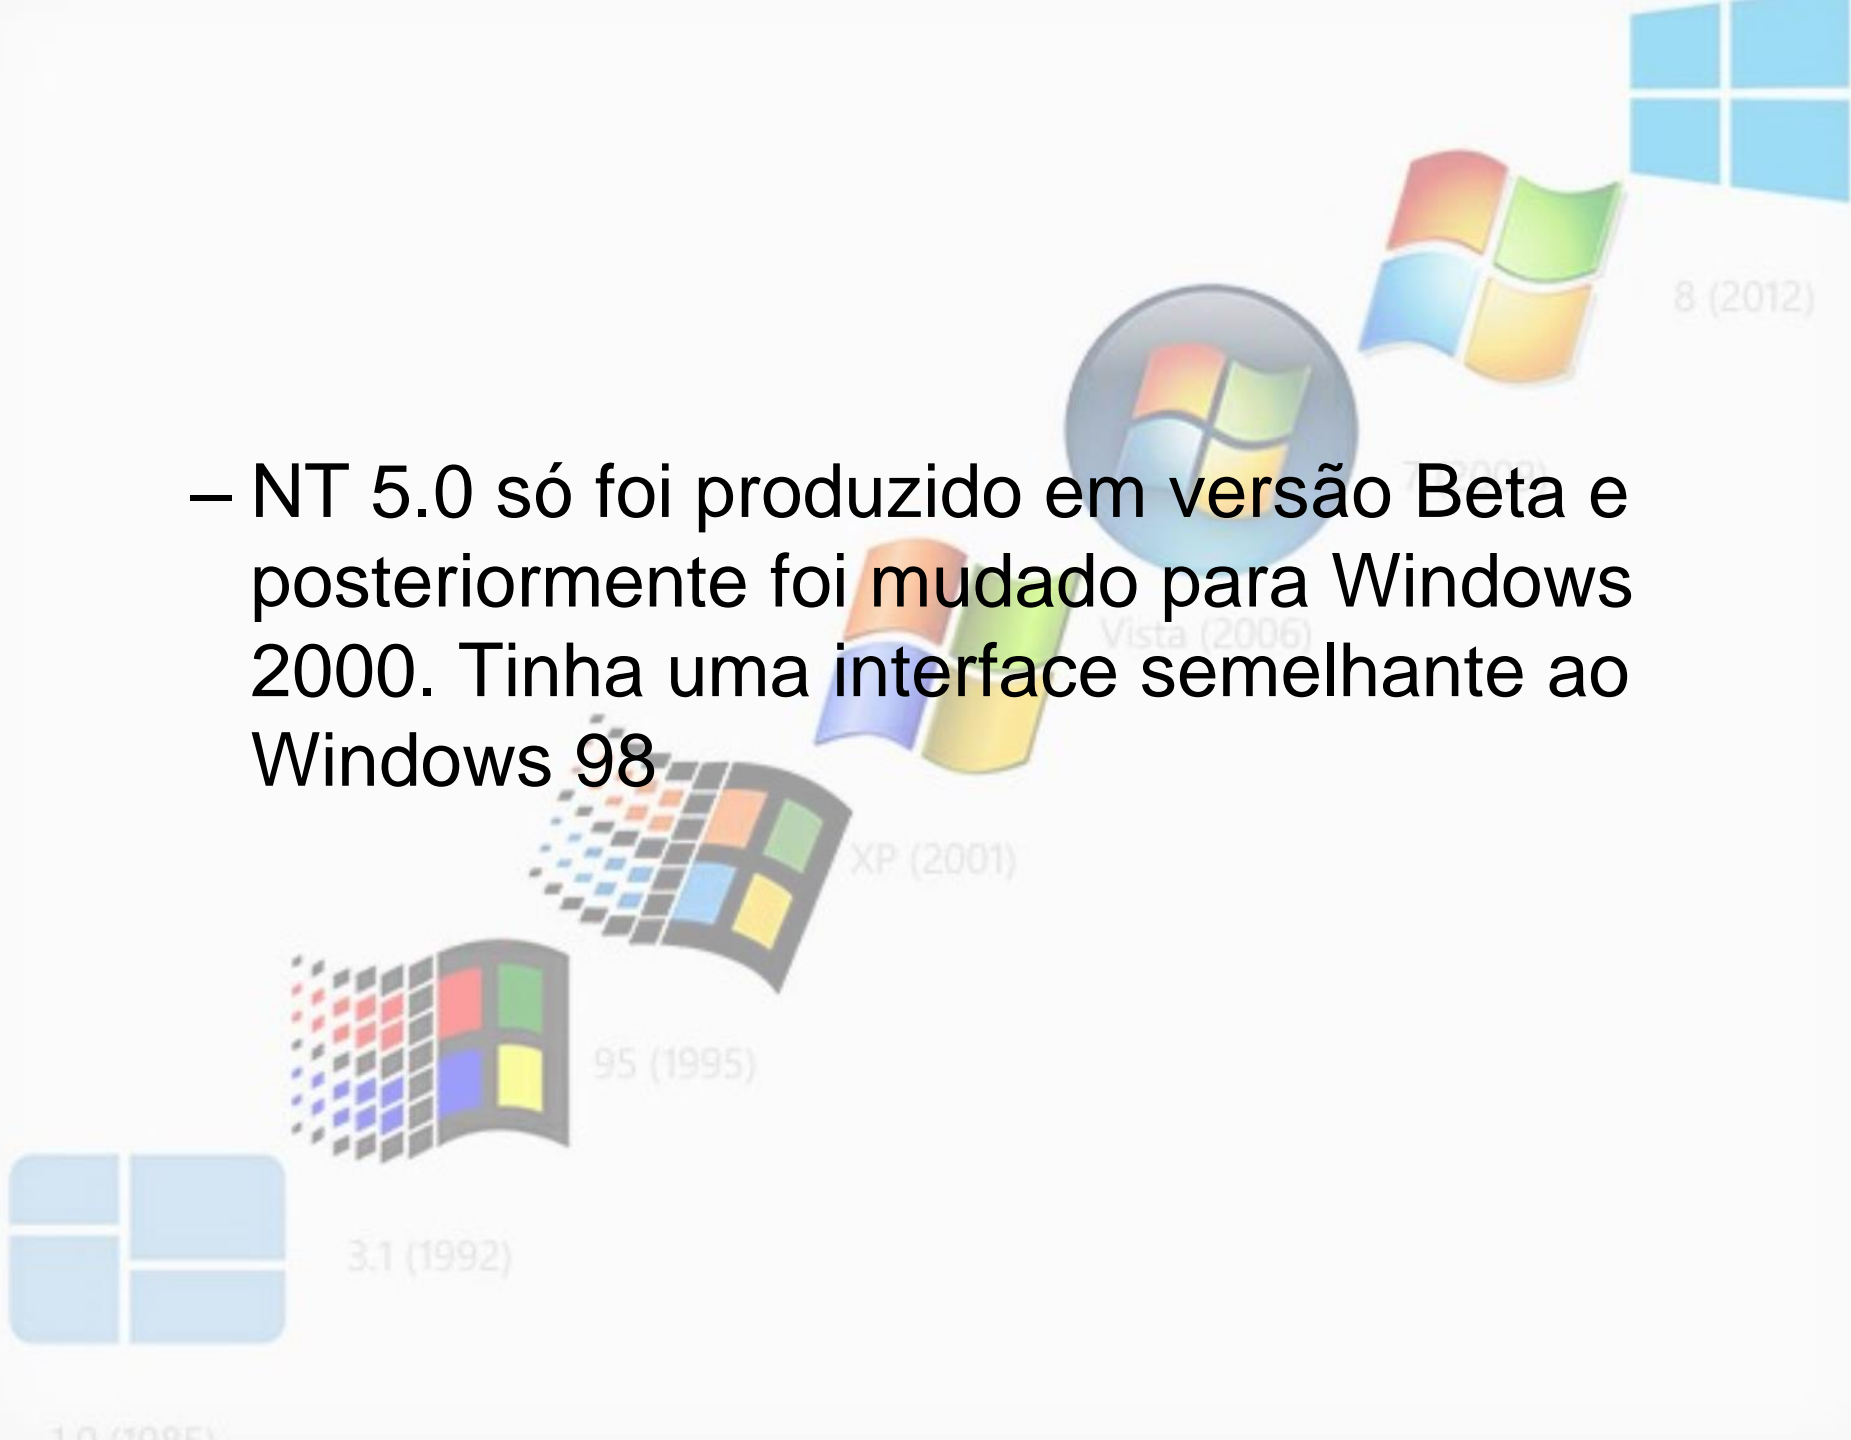 8 (2012)
– NT 5.0 só foi produzido em versão Beta e
posteriormente foi mudado para Windows
2000. Tinha uma interface semelhante ao
Windows 98
Vista (2006)
XP (2001)
95 (1995)
3.1 (1992)